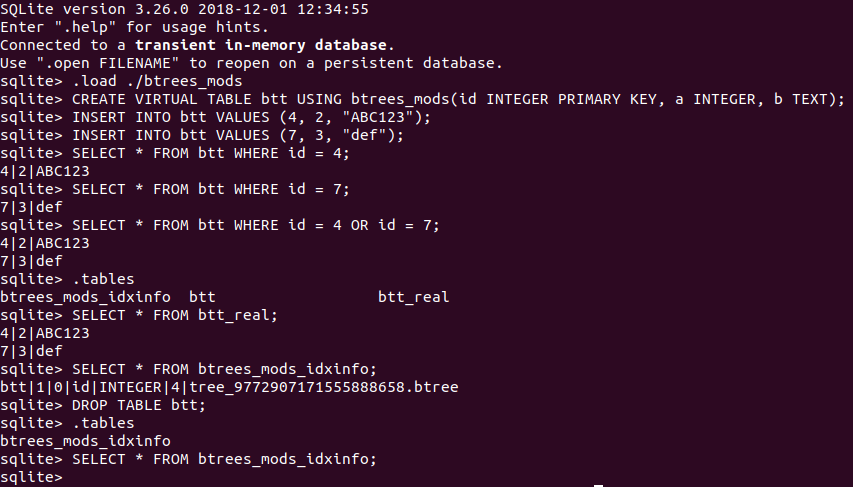 SQLite version 3.26.0 2018-12-01 12:34:55
Enter ".help" for usage hints.
Connected to a transient in-memory database.
Use ".open FILENAME" to reopen on a persistent database.
sqlite> .load ./btrees_mods
sqlite> CREATE VIRTUAL TABLE btt USING btrees_mods(id INTEGER PRIMARY KEY, a INTEGER, b TEXT);
sqlite> INSERT INTO btt VALUES (4, 2, "ABC123");
sqlite> INSERT INTO btt VALUES (7, 3, "def");
sqlite> SELECT * FROM btt WHERE id = 4;
4|2|ABC123
sqlite> SELECT * FROM btt WHERE id = 7;
7|3|def
sqlite> SELECT * FROM btt WHERE id = 4 OR id = 7;
4|2|ABC123
7|3|def
sqlite> .tables
btrees_mods_idxinfo  btt                  btt_real
sqlite> SELECT * FROM btt_real;
4|2|ABC123
7|3|def
sqlite> SELECT * FROM btrees_mods_idxinfo;
btt|1|0|id|INTEGER|4|tree_9772907171555888658.btree
sqlite> DROP TABLE btt;
sqlite> .tables
btrees_mods_idxinfo
sqlite> SELECT * FROM btrees_mods_idxinfo;
sqlite>